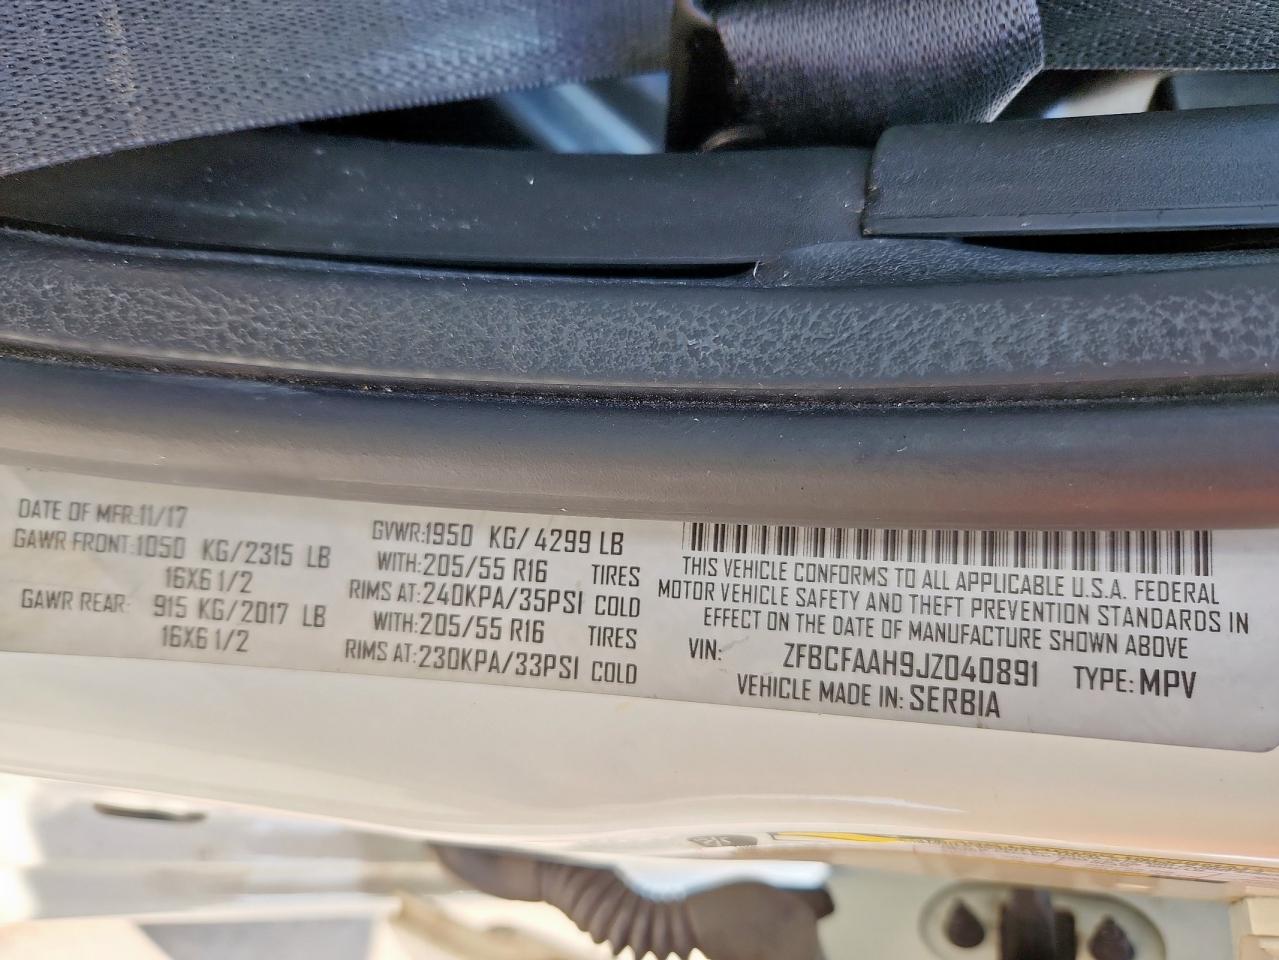 DATE OF MFR:11/17
GAWR FRONT:1050 KG/2315 LB
16X6 1/2
GAWR REAR: 915 KG/2017 LB
16X6 1/2
GVWR:1950 KG/4299 LB
WITH:205/55 R16 TIRES
RIMS AT:240KPA/35PSI COLD
WITH:205/55 R16 TIRES
RIMS AT:230KPA/33PSI COLD
THIS VEHICLE CONFORMS TO ALL APPLICABLE U.S.A. FEDERAL
MOTOR VEHICLE SAFETY AND THEFT PREVENTION STANDARDS IN
EFFECT ON THE DATE OF MANUFACTURE SHOWN ABOVE
VIN: ZFBCFAAH9JZ040891 TYPE: MPV
VEHICLE MADE IN: SERBIA